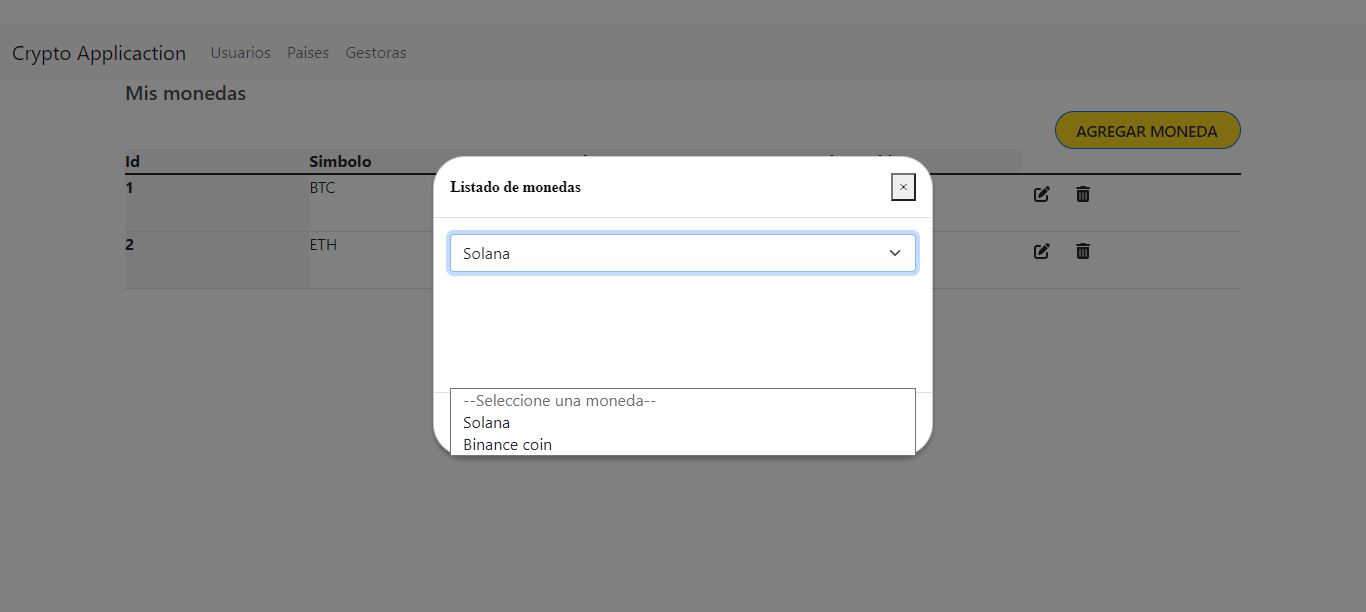 Crypto Applicaction Usuarios Paises Gestoras
Mis monedas
AGREGAR MONEDA
Id Simbolo
Listado de monedas ×
1 BTC
Solana
2 ETH
--Seleccione una moneda--
Solana
Binance coin